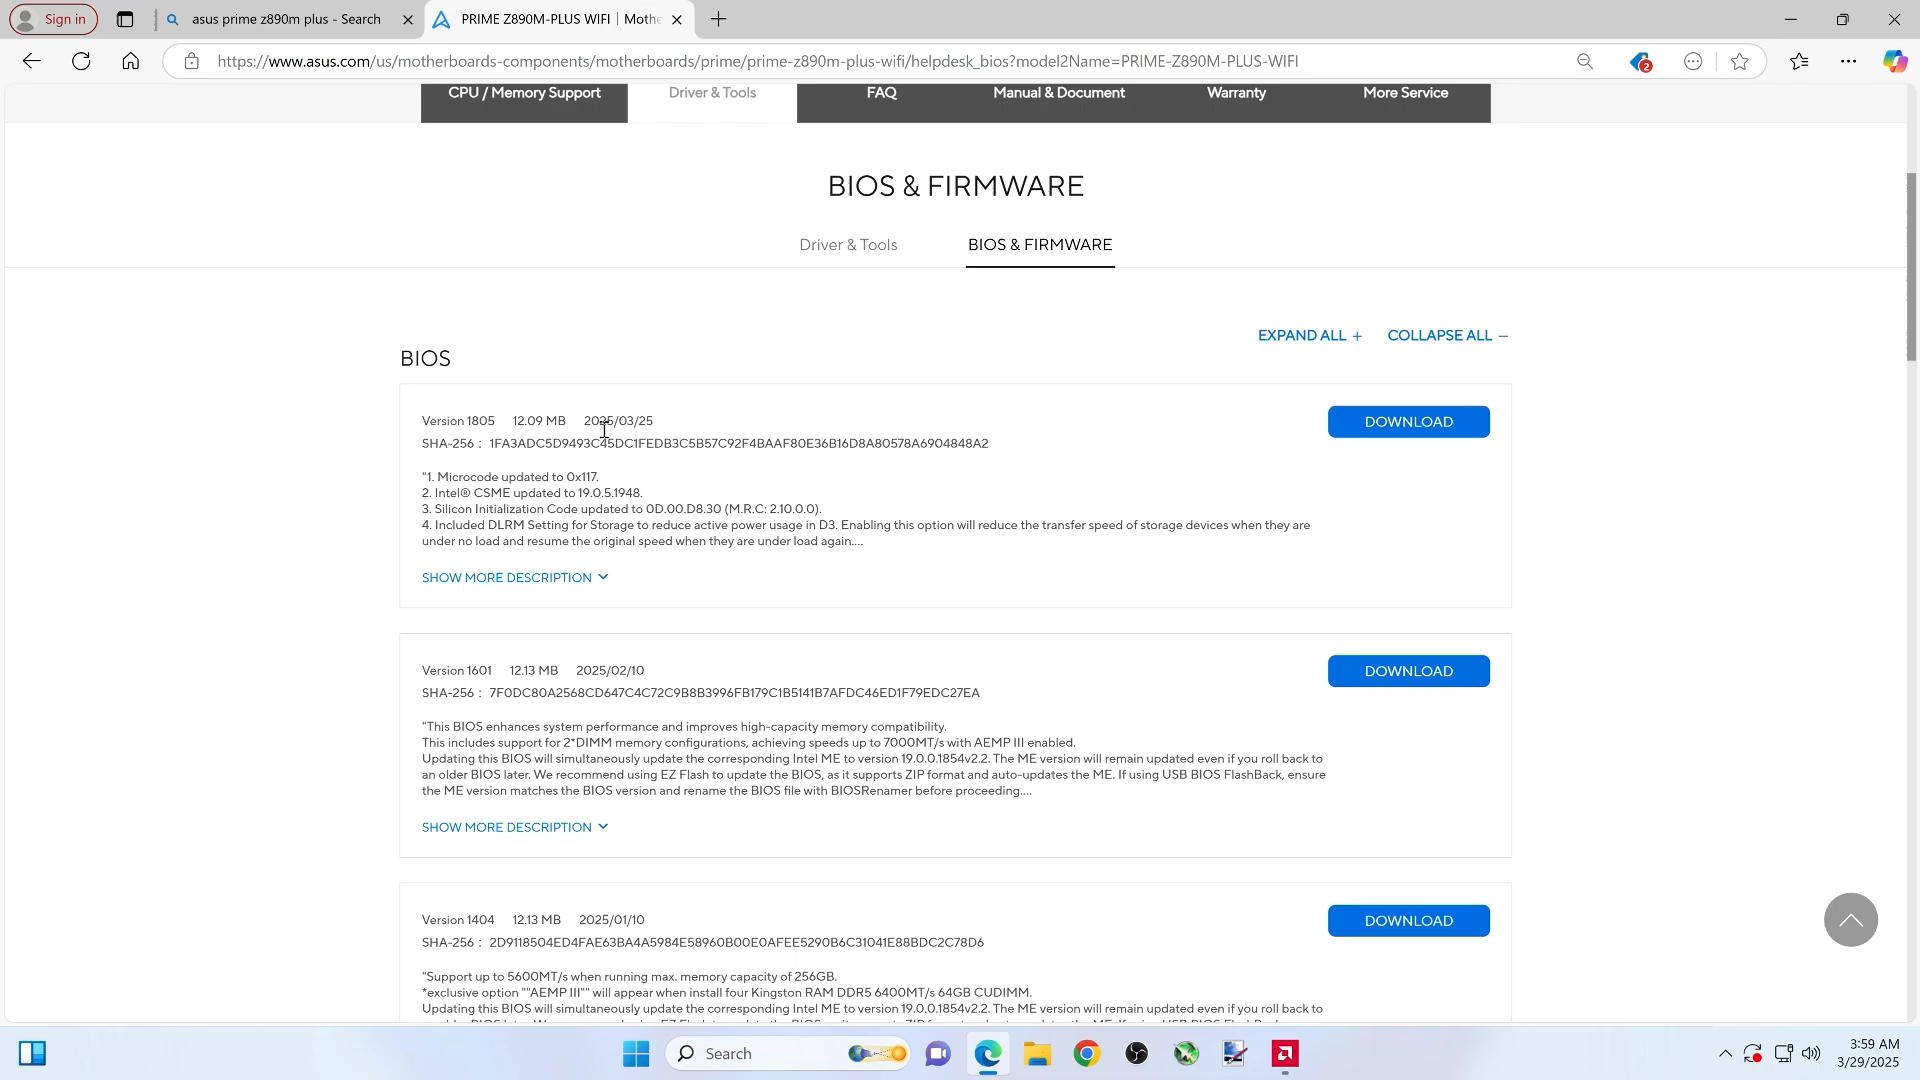 Sign in
asus prime z890m plus - Search
PRIME Z890M-PLUS WIFI | Mothe
https://www.asus.com/us/motherboards-components/motherboards/prime/prime-z890m-plus-wifi/helpdesk_bios?model2Name=PRIME-Z890M-PLUS-WIFI
2
CPU / Memory Support
Driver & Tools
FAQ
Manual & Document
Warranty
More Service
BIOS & FIRMWARE
Driver & Tools
BIOS & FIRMWARE
EXPAND ALL +
COLLAPSE ALL −
BIOS
Version 1805 12.09 MB 2025/03/25
DOWNLOAD
SHA-256 : 1FA3ADC5D9493C45DC1FEDB3C5B57C92F4BAAF80E36B16D8A80578A6904848A2
"1. Microcode updated to 0x117.
2. Intel® CSME updated to 19.0.5.1948.
3. Silicon Initialization Code updated to 0D.00.D8.30 (M.R.C: 2.10.0.0).
4. Included DLRM Setting for Storage to reduce active power usage in D3. Enabling this option will reduce the transfer speed of storage devices when they are
under no load and resume the original speed when they are under load again....
SHOW MORE DESCRIPTION
Version 1601 12.13 MB 2025/02/10
DOWNLOAD
SHA-256 : 7F0DC80A2568CD647C4C72C9B8B3996FB179C1B5141B7AFDC46ED1F79EDC27EA
"This BIOS enhances system performance and improves high-capacity memory compatibility.
This includes support for 2*DIMM memory configurations, achieving speeds up to 7000MT/s with AEMP III enabled.
Updating this BIOS will simultaneously update the corresponding Intel ME to version 19.0.0.1854v2.2. The ME version will remain updated even if you roll back to
an older BIOS later. We recommend using EZ Flash to update the BIOS, as it supports ZIP format and auto-updates the ME. If using USB BIOS FlashBack, ensure
the ME version matches the BIOS version and rename the BIOS file with BIOSRenamer before proceeding....
SHOW MORE DESCRIPTION
Version 1404 12.13 MB 2025/01/10
DOWNLOAD
SHA-256 : 2D9118504ED4FAE63BA4A5984E58960B00E0AFEE5290B6C31041E88BDC2C78D6
"Support up to 5600MT/s when running max. memory capacity of 256GB.
*exclusive option ""AEMP III"" will appear when install four Kingston RAM DDR5 6400MT/s 64GB CUDIMM.
Updating this BIOS will simultaneously update the corresponding Intel ME to version 19.0.0.1854v2.2. The ME version will remain updated even if you roll back to
Search
3:59 AM
3/29/2025